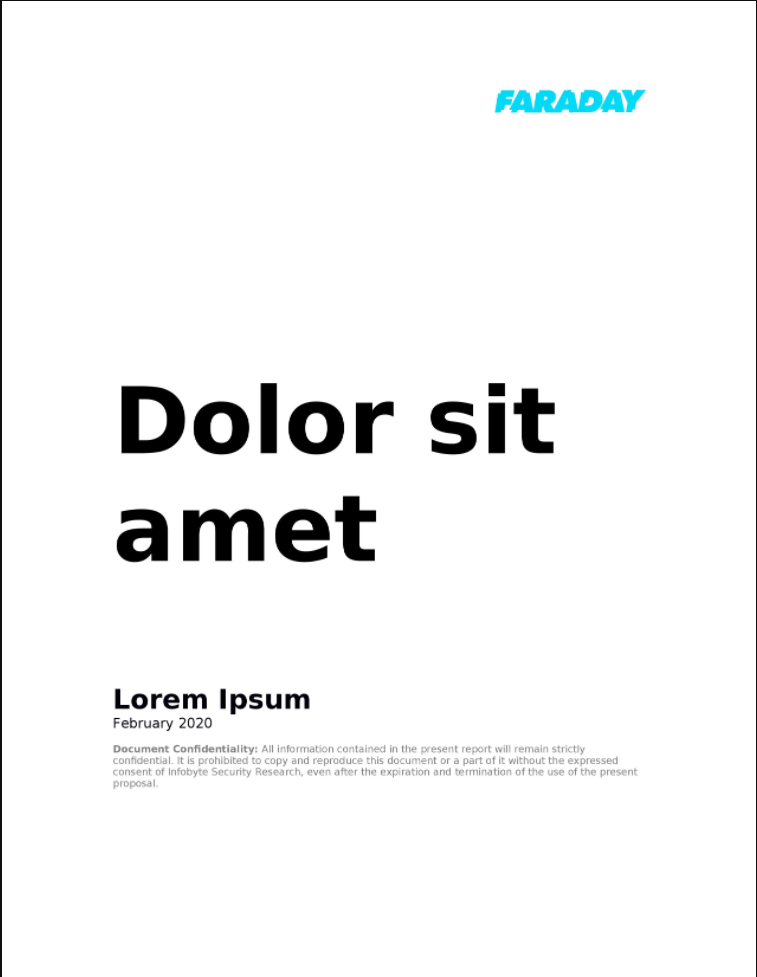 FARADAY
Dolor sit
amet
Lorem Ipsum
February 2020
Document Confidentiality: All information contained in the present report will remain strictly
confidential. It is prohibited to copy and reproduce this document or a part of it without the expressed
consent of Infobyte Security Research, even after the expiration and termination of the use of the present
proposal.